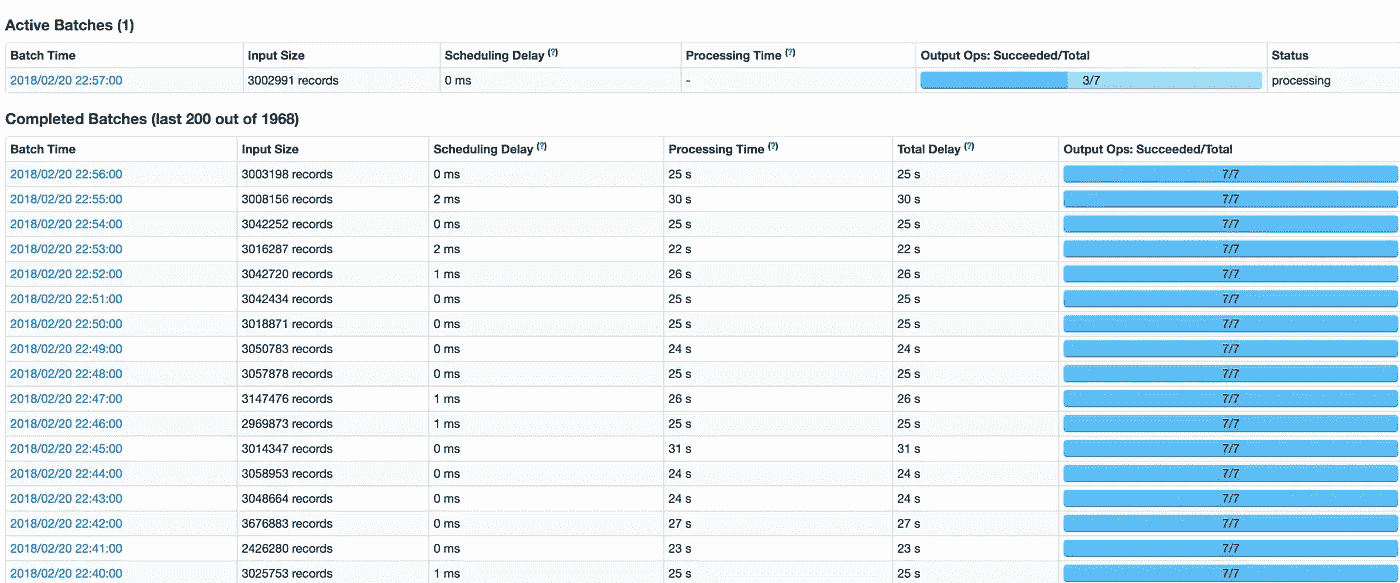 Active Batches (1)
Batch Time Input Size Scheduling Delay (?) Processing Time (?) Output Ops: Succeeded/Total Status
2018/02/20 22:57:00 3002991 records 0 ms - 3/7 processing
Completed Batches (last 200 out of 1968)
Batch Time Input Size Scheduling Delay (?) Processing Time (?) Total Delay (?) Output Ops: Succeeded/Total
2018/02/20 22:56:00 3003198 records 0 ms 25 s 25 s 7/7
2018/02/20 22:55:00 3008156 records 2 ms 30 s 30 s 7/7
2018/02/20 22:54:00 3042252 records 0 ms 25 s 25 s 7/7
2018/02/20 22:53:00 3016287 records 2 ms 22 s 22 s 7/7
2018/02/20 22:52:00 3042720 records 1 ms 26 s 26 s 7/7
2018/02/20 22:51:00 3042434 records 0 ms 25 s 25 s 7/7
2018/02/20 22:50:00 3018871 records 0 ms 25 s 25 s 7/7
2018/02/20 22:49:00 3050783 records 0 ms 24 s 24 s 7/7
2018/02/20 22:48:00 3057878 records 0 ms 25 s 25 s 7/7
2018/02/20 22:47:00 3147476 records 1 ms 26 s 26 s 7/7
2018/02/20 22:46:00 2969873 records 1 ms 25 s 25 s 7/7
2018/02/20 22:45:00 3014347 records 0 ms 31 s 31 s 7/7
2018/02/20 22:44:00 3058953 records 0 ms 24 s 24 s 7/7
2018/02/20 22:43:00 3048664 records 0 ms 24 s 24 s 7/7
2018/02/20 22:42:00 3676883 records 0 ms 27 s 27 s 7/7
2018/02/20 22:41:00 2426280 records 0 ms 23 s 23 s 7/7
2018/02/20 22:40:00 3025753 records 1 ms 25 s 25 s 7/7